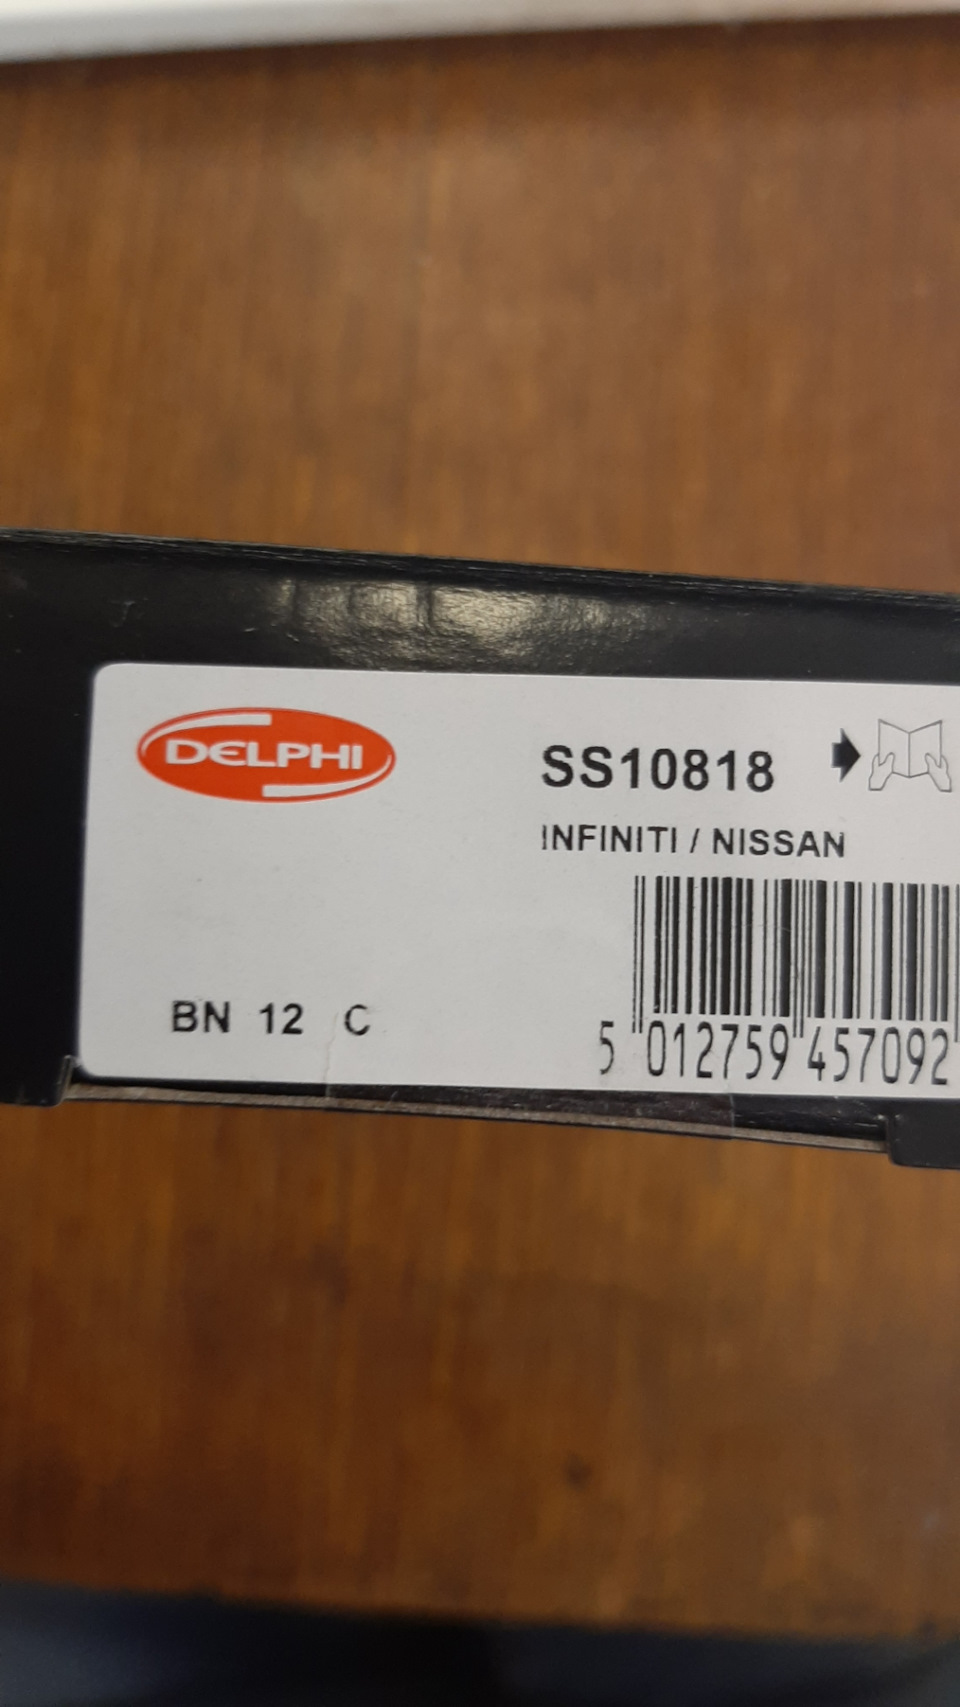 DELPHI
SS10818
INFINITI / NISSAN
BN 12 C
5 012759 457092